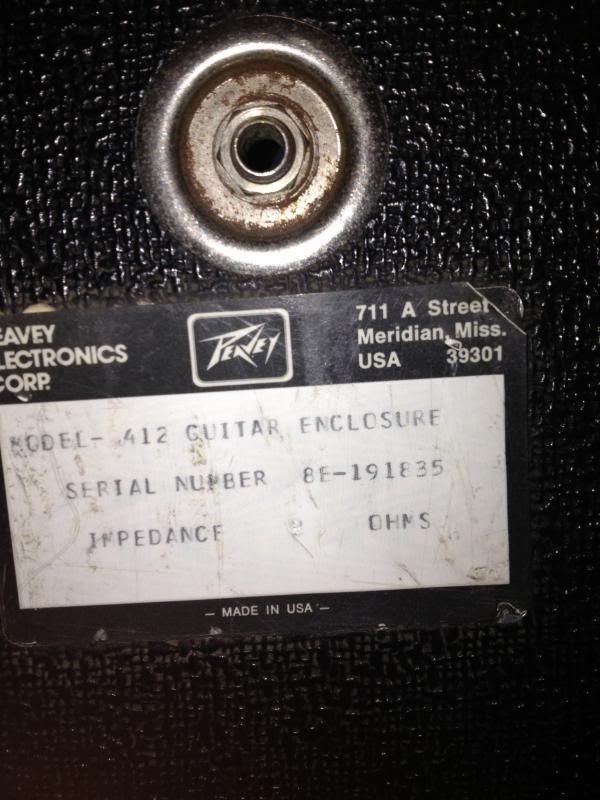 EAVEY
LECTRONICS
CORP.
PEAVEY
711 A Street
Meridian, Miss.
USA 39301
MODEL- 412 GUITAR ENCLOSURE
SERIAL NUMBER 8E-191835
IMPEDANCE OHMS
— MADE IN USA —